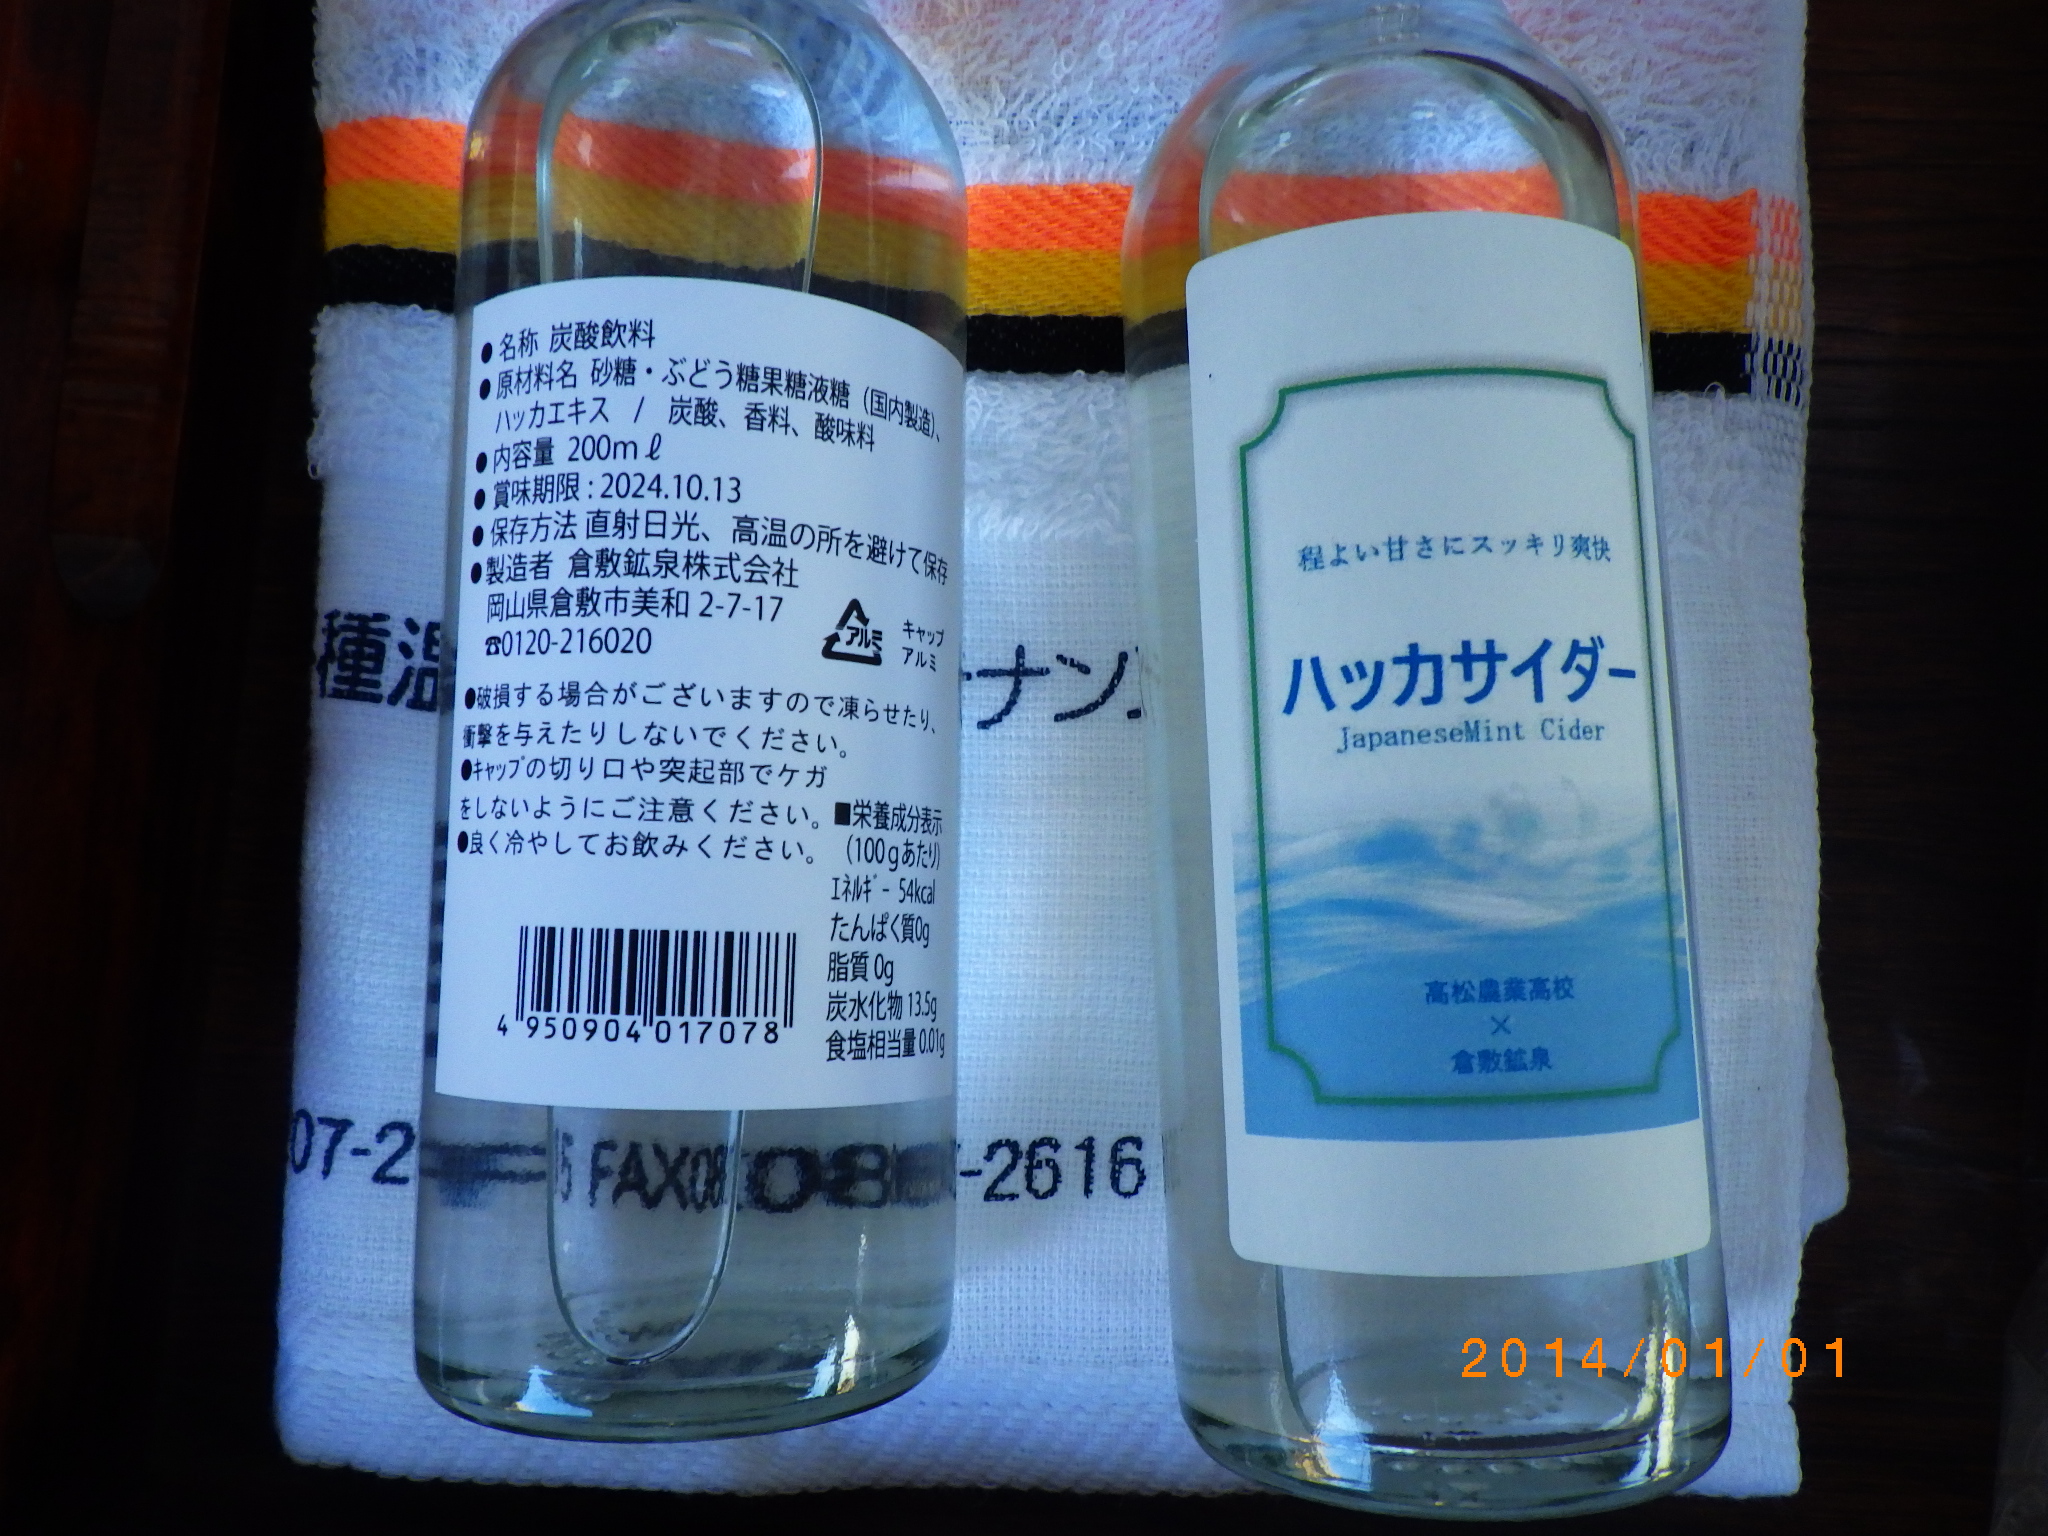 ●名称 炭酸飲料
●原材料名 砂糖・ぶどう糖果糖液糖（国内製造）、
ハッカエキス / 炭酸、香料、酸味料
●内容量 200mℓ
●賞味期限：2024.10.13
●保存方法 直射日光、高温の所を避けて保存
●製造者 倉敷鉱泉株式会社
岡山県倉敷市美和 2-7-17
☎0120-216020
アルミ
キャップ
アルミ
●破損する場合がございますので凍らせたり、
衝撃を与えたりしないでください。
●キャップの切り口や突起部でケガ
をしないようにご注意ください。
●良く冷やしてお飲みください。
■栄養成分表示
（100gあたり）
エネルギー 54kcal
たんぱく質0g
脂質 0g
炭水化物 13.5g
食塩相当量 0.01g
4 950904 017078
程よい甘さにスッキリ爽快
ハッカサイダー
JapaneseMint Cider
高松農業高校
×
倉敷鉱泉
種温 ナン
07-2 FAX08 -2616
2014/01/01